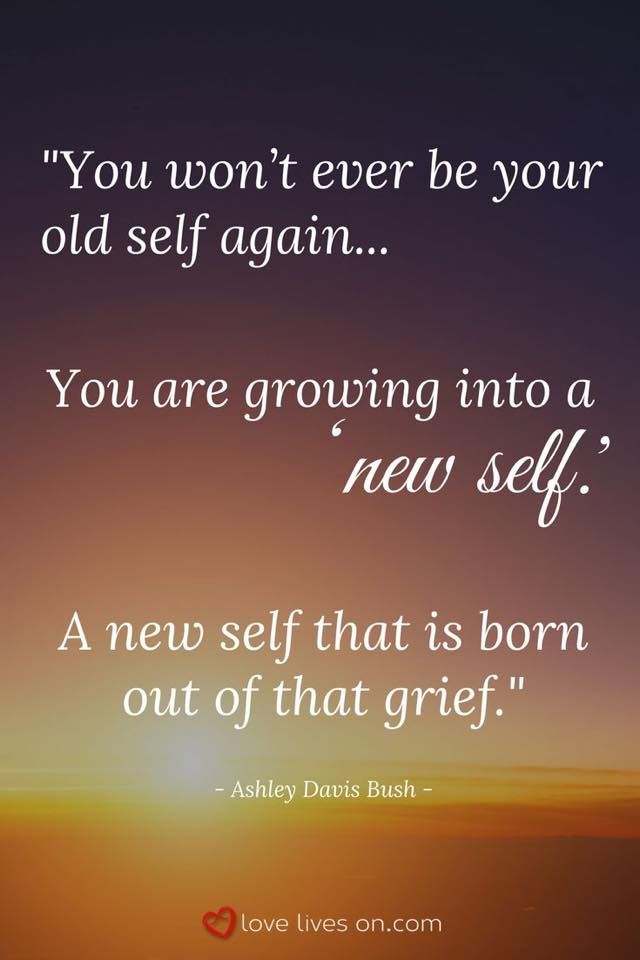 "You won’t ever be your
old self again...
You are growing into a
‘new self.’
A new self that is born
out of that grief."
- Ashley Davis Bush -
love lives on.com